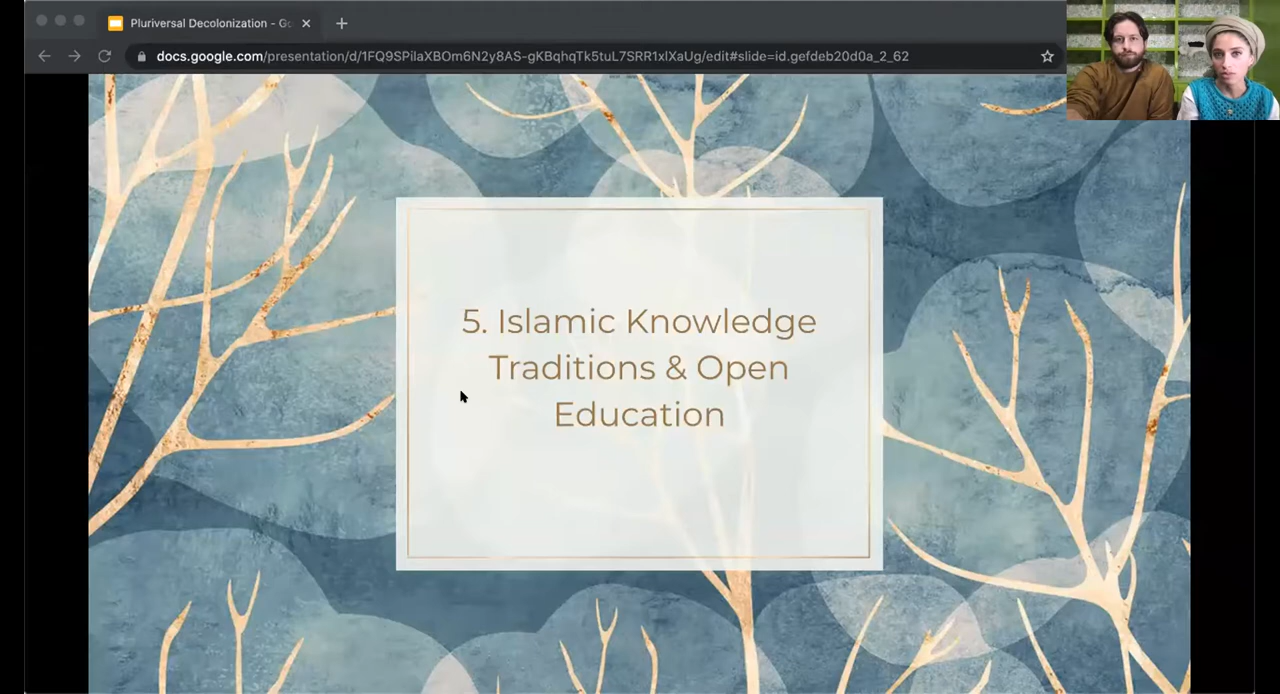 Pluriversal Decolonization - Go
docs.google.com/presentation/d/1FQ9SPilaXBOm6N2y8AS-gKBqhqTk5tuL7SRR1xlXaUg/edit#slide=id.gefdeb20d0a_2_62
5. Islamic Knowledge
Traditions & Open
Education